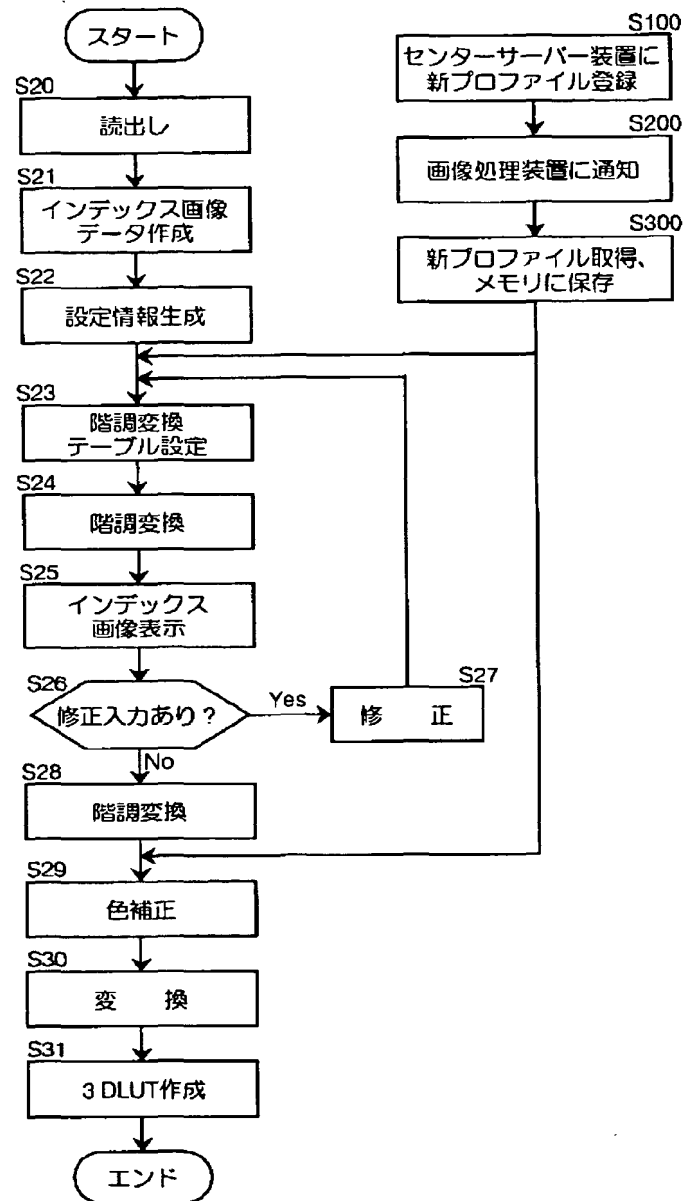 スタート
S20
読出し
S21
インデックス画像
データ作成
S22
設定情報生成
S23
階調変換
テーブル設定
S24
階調変換
S25
インデックス
画像表示
S26
修正入力あり?
Yes
S27
修 正
No
S28
階調変換
S29
色補正
S30
変 換
S31
3DLUT作成
エンド
S100
センターサーバー装置に
新プロファイル登録
S200
画像処理装置に通知
S300
新プロファイル取得、
メモリに保存